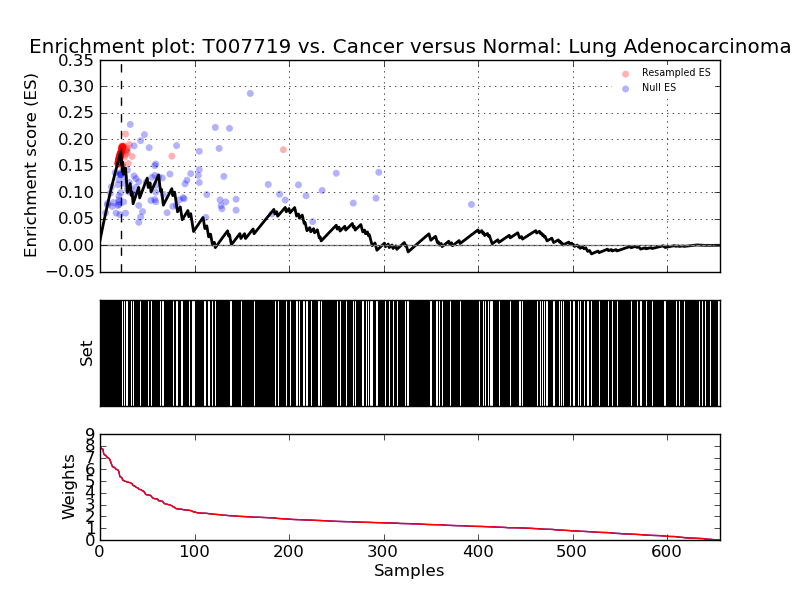 Enrichment plot: T007719 vs. Cancer versus Normal: Lung Adenocarcinoma
0.35
0.30
0.25
0.20
0.15
0.10
0.05
0.00
−0.05
Enrichment score (ES)
Resampled ES
Null ES
Set
9
8
7
6
5
4
3
2
1
0
Weights
0 100 200 300 400 500 600
Samples